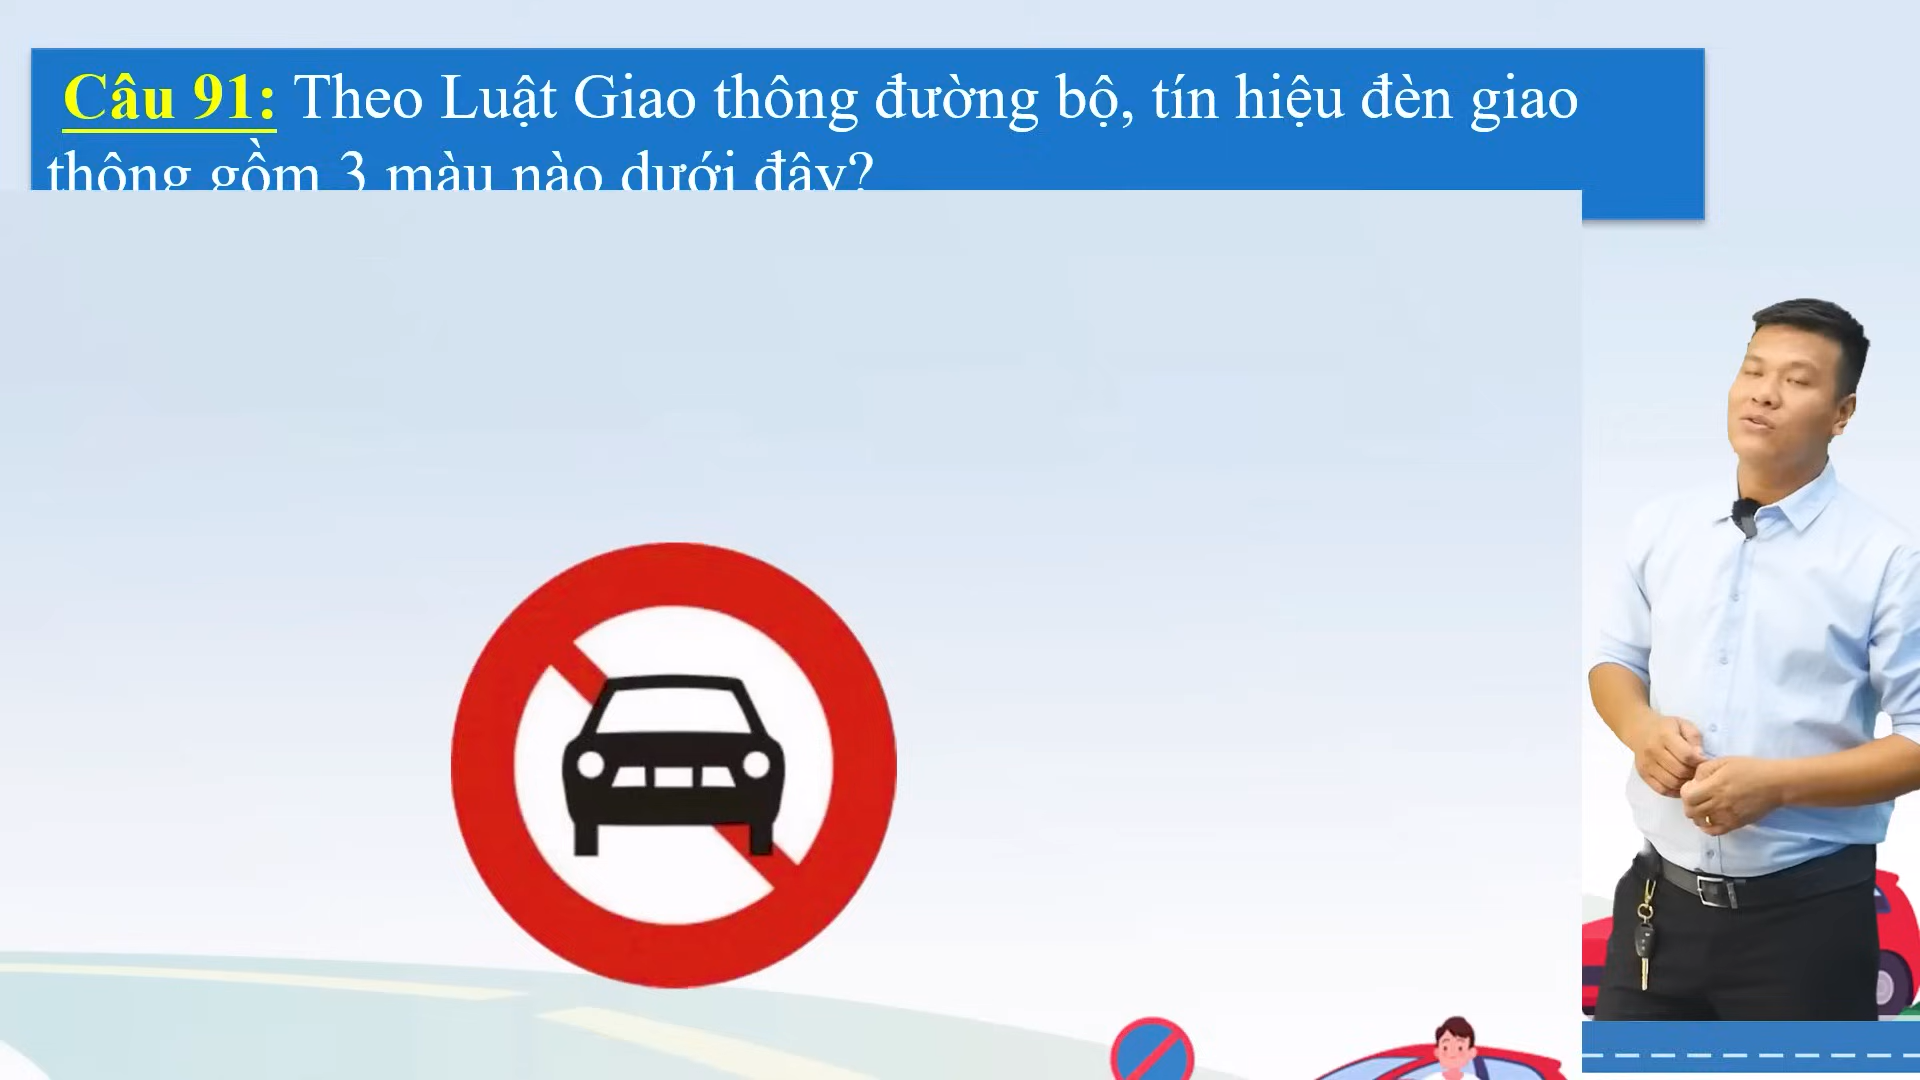 Câu 91: Theo Luật Giao thông đường bộ, tín hiệu đèn giao
thông gồm 3 màu nào dưới đây?